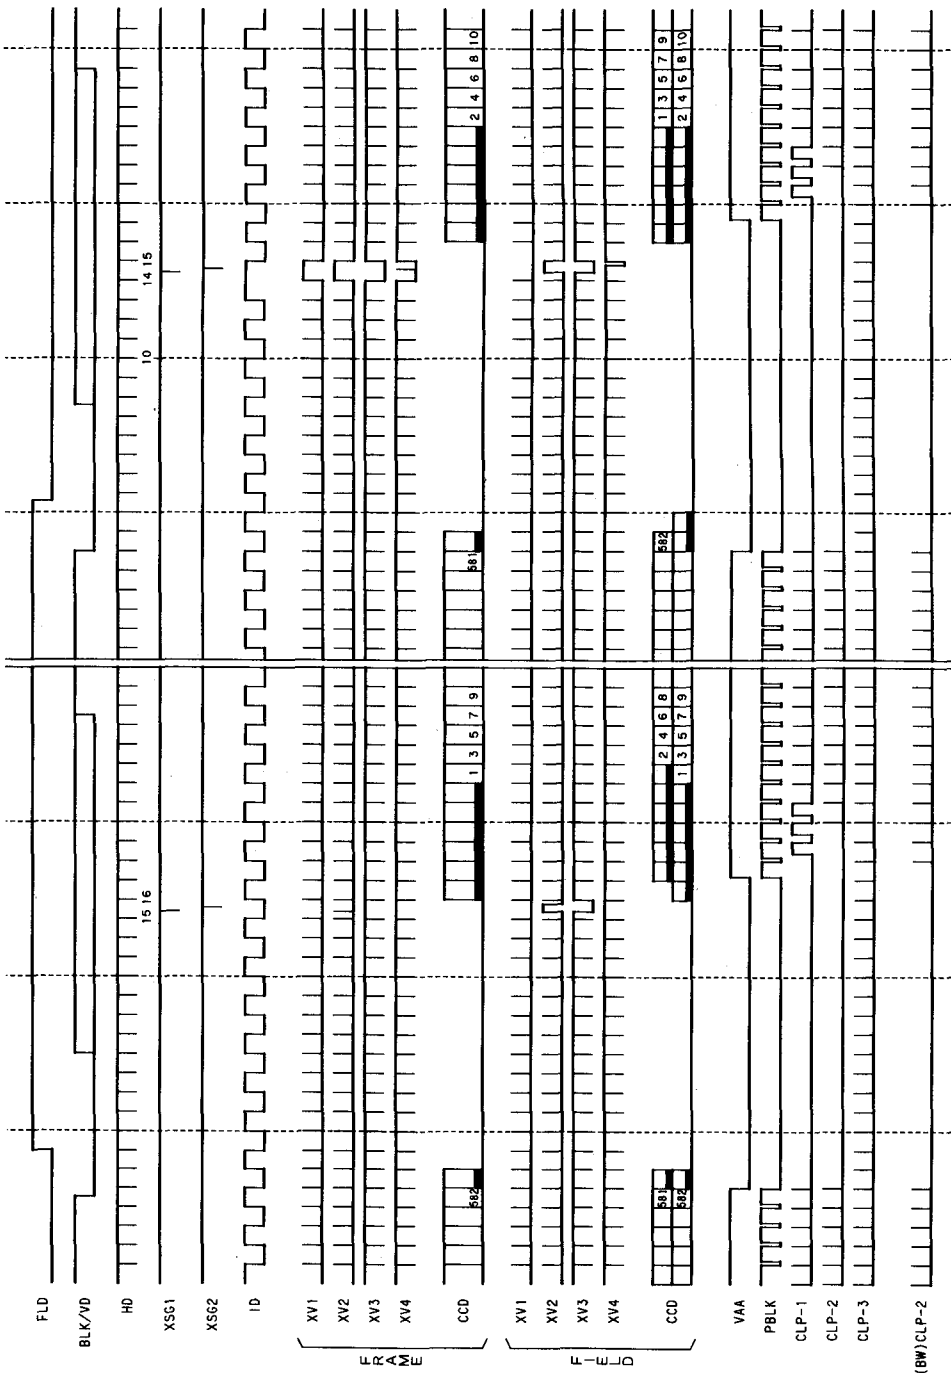 FLD
BLK/VD
HD
XSG1
XSG2
ID
FRAME
XV1
XV2
XV3
XV4
CCD
FIELD
XV1
XV2
XV3
XV4
CCD
VAA
PBLK
CLP-1
CLP-2
CLP-3
(BW)CLP-2
15 16
10
14 15
582
1 3 5 7 9
581
2 4 6 8 10
581
582
2 4 6 8
1 3 5 7 9
582
1 3 5 7 9
2 4 6 8 10